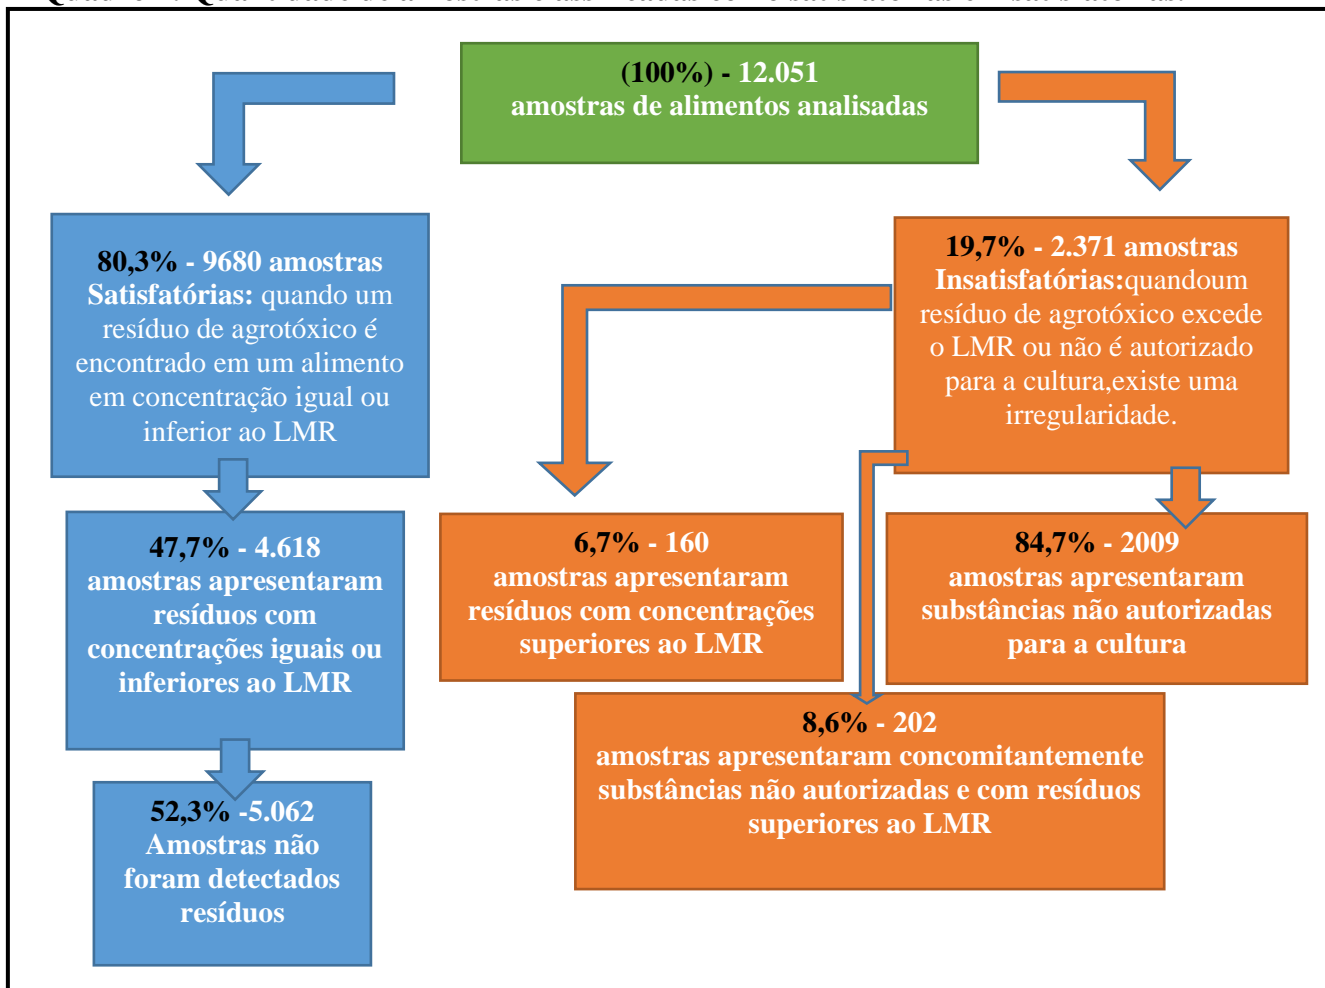 (100%) - 12.051
amostras de alimentos analisadas
80,3% - 9680 amostras
Satisfatórias: quando um
resíduo de agrotóxico é
encontrado em um alimento
em concentração igual ou
inferior ao LMR
19,7% - 2.371 amostras
Insatisfatórias:quandoum
resíduo de agrotóxico excede
o LMR ou não é autorizado
para a cultura,existe uma
irregularidade.
47,7% - 4.618
amostras apresentaram
resíduos com
concentrações iguais ou
inferiores ao LMR
6,7% - 160
amostras apresentaram
resíduos com concentrações
superiores ao LMR
84,7% - 2009
amostras apresentaram
substâncias não autorizadas
para a cultura
8,6% - 202
amostras apresentaram concomitantemente
substâncias não autorizadas e com resíduos
superiores ao LMR
52,3% -5.062
Amostras não
foram detectados
resíduos